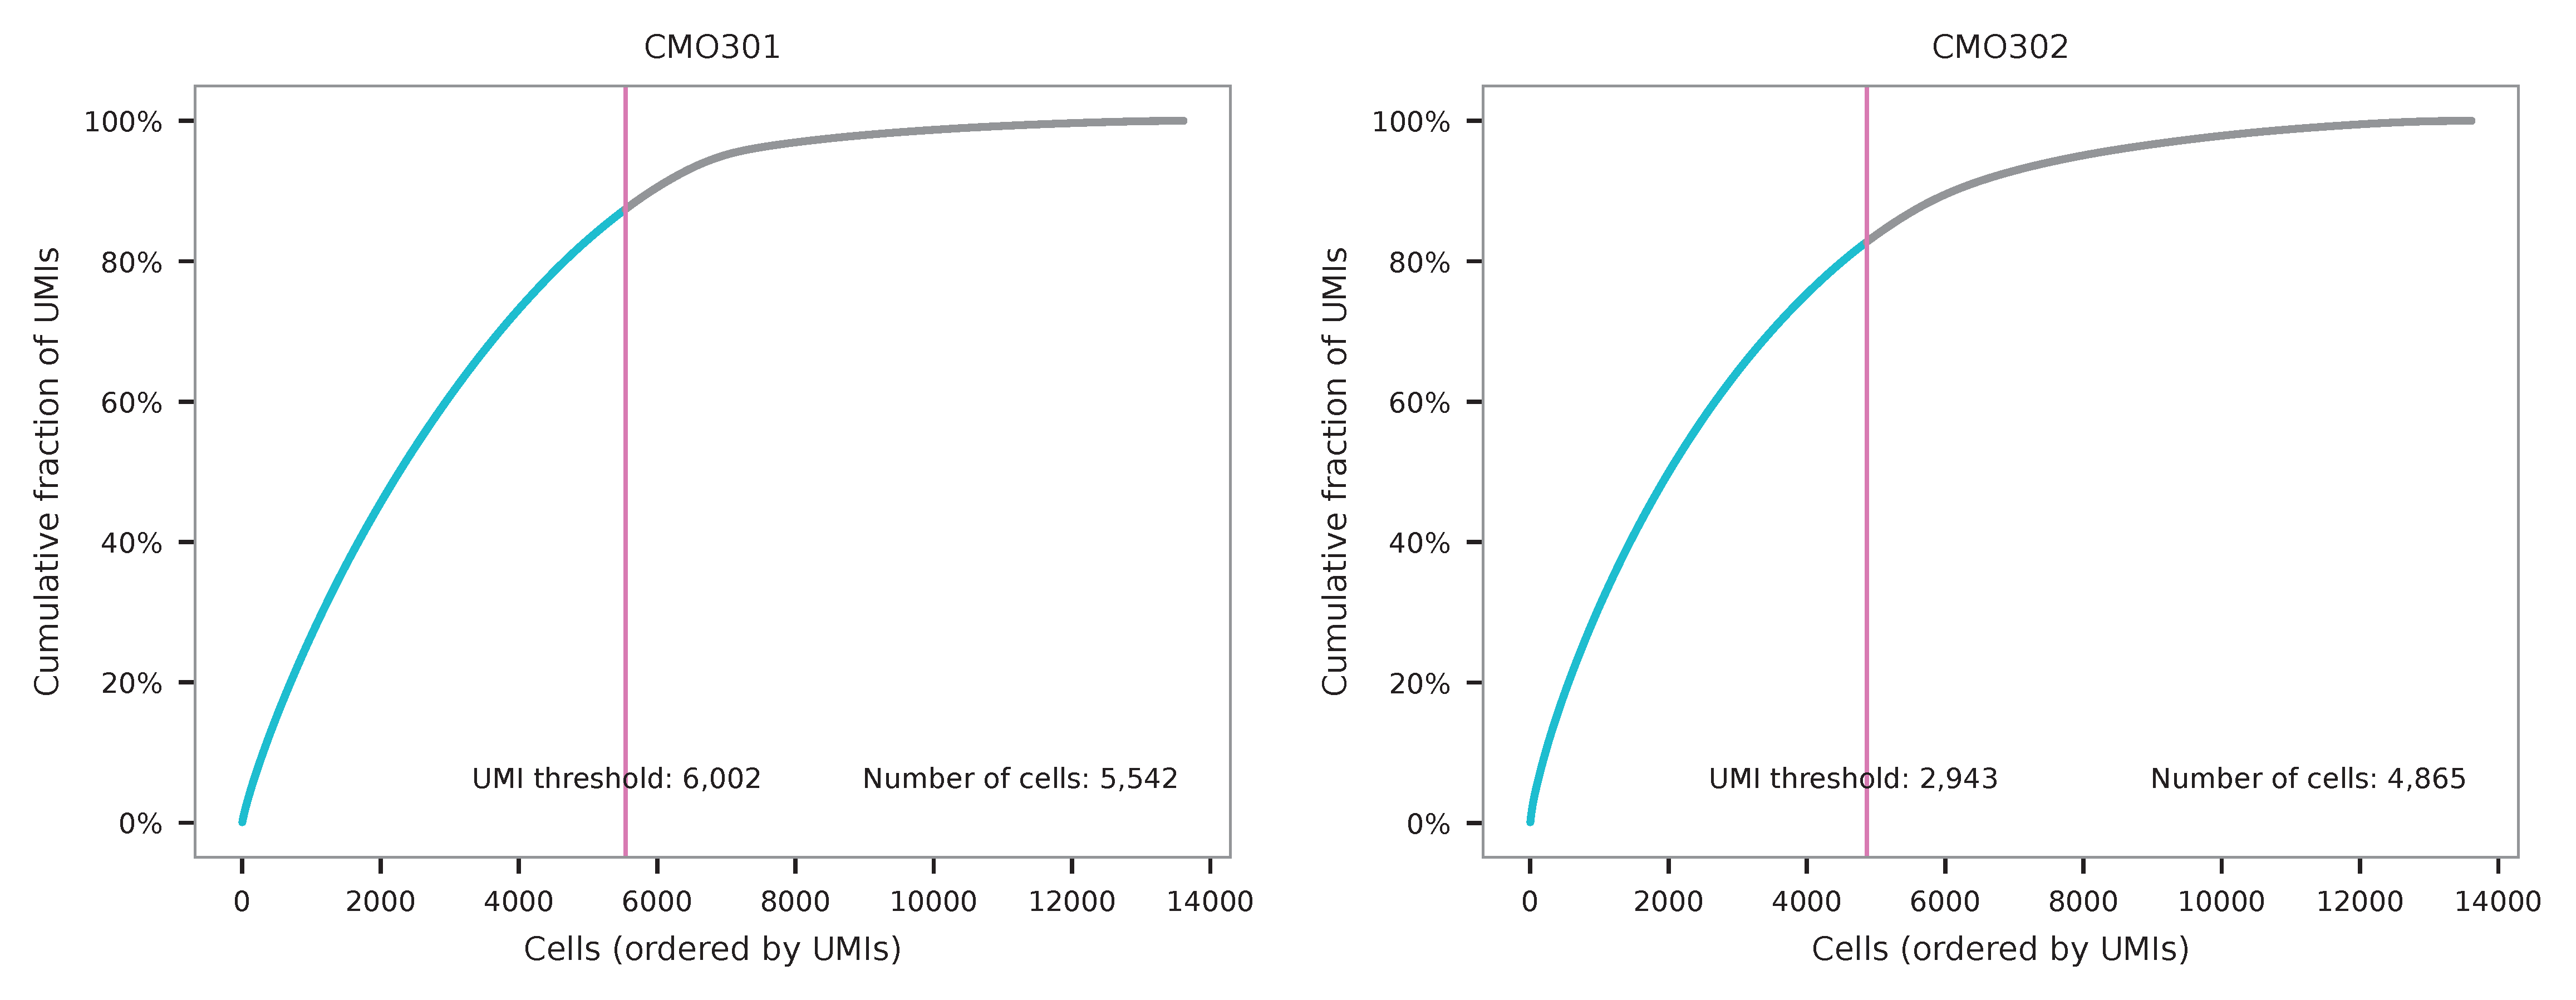 CMO301
Cumulative fraction of UMIs
100%
80%
60%
40%
20%
0%
UMI threshold: 6,002
Number of cells: 5,542
0 2000 4000 6000 8000 10000 12000 14000
Cells (ordered by UMIs)
CMO302
Cumulative fraction of UMIs
100%
80%
60%
40%
20%
0%
UMI threshold: 2,943
Number of cells: 4,865
0 2000 4000 6000 8000 10000 12000 14000
Cells (ordered by UMIs)